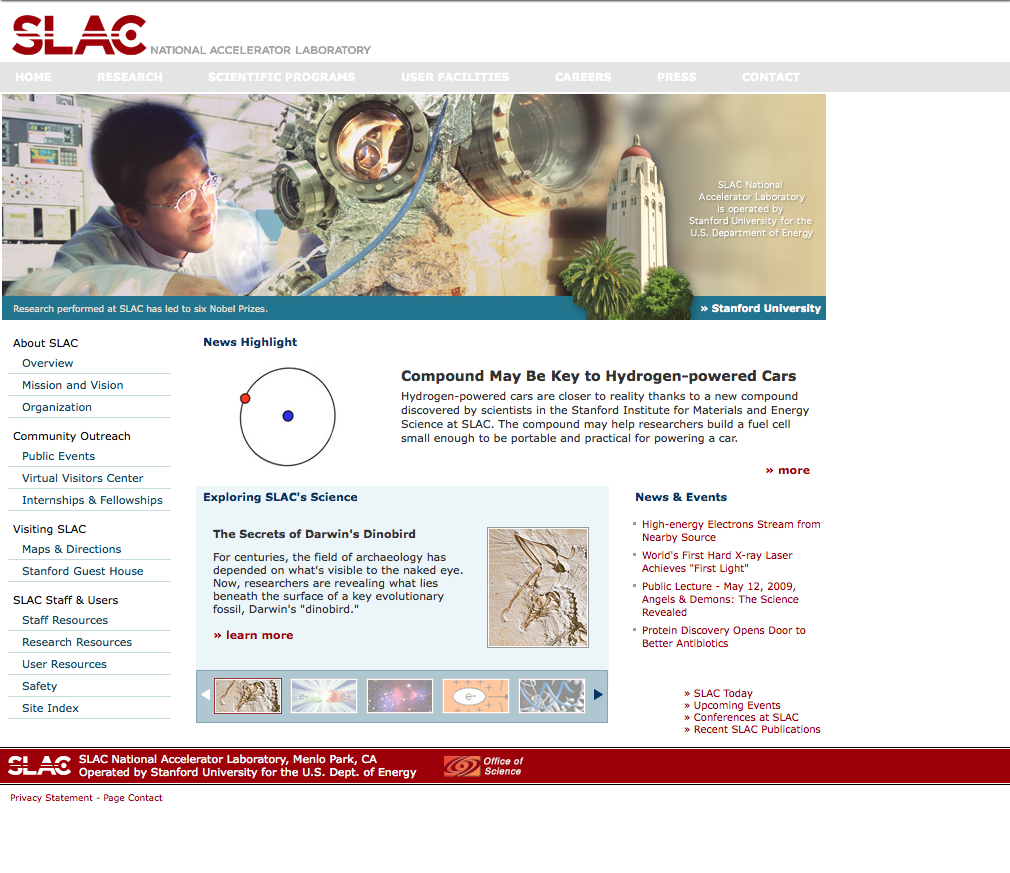 SLAC NATIONAL ACCELERATOR LABORATORY
HOME RESEARCH SCIENTIFIC PROGRAMS USER FACILITIES CAREERS PRESS CONTACT
SLAC National
Accelerator Laboratory
is operated by
Stanford University for the
U.S. Department of Energy
Research performed at SLAC has led to six Nobel Prizes.
» Stanford University
About SLAC
Overview
Mission and Vision
Organization
Community Outreach
Public Events
Virtual Visitors Center
Internships & Fellowships
Visiting SLAC
Maps & Directions
Stanford Guest House
SLAC Staff & Users
Staff Resources
Research Resources
User Resources
Safety
Site Index
News Highlight
Compound May Be Key to Hydrogen-powered Cars
Hydrogen-powered cars are closer to reality thanks to a new compound
discovered by scientists in the Stanford Institute for Materials and Energy
Science at SLAC. The compound may help researchers build a fuel cell
small enough to be portable and practical for powering a car.
» more
Exploring SLAC's Science
The Secrets of Darwin's Dinobird
For centuries, the field of archaeology has
depended on what's visible to the naked eye.
Now, researchers are revealing what lies
beneath the surface of a key evolutionary
fossil, Darwin's "dinobird."
» learn more
News & Events
High-energy Electrons Stream from
Nearby Source
World's First Hard X-ray Laser
Achieves "First Light"
Public Lecture - May 12, 2009,
Angels & Demons: The Science
Revealed
Protein Discovery Opens Door to
Better Antibiotics
» SLAC Today
» Upcoming Events
» Conferences at SLAC
» Recent SLAC Publications
SLAC
SLAC National Accelerator Laboratory, Menlo Park, CA
Operated by Stanford University for the U.S. Dept. of Energy
Office of
Science
Privacy Statement - Page Contact